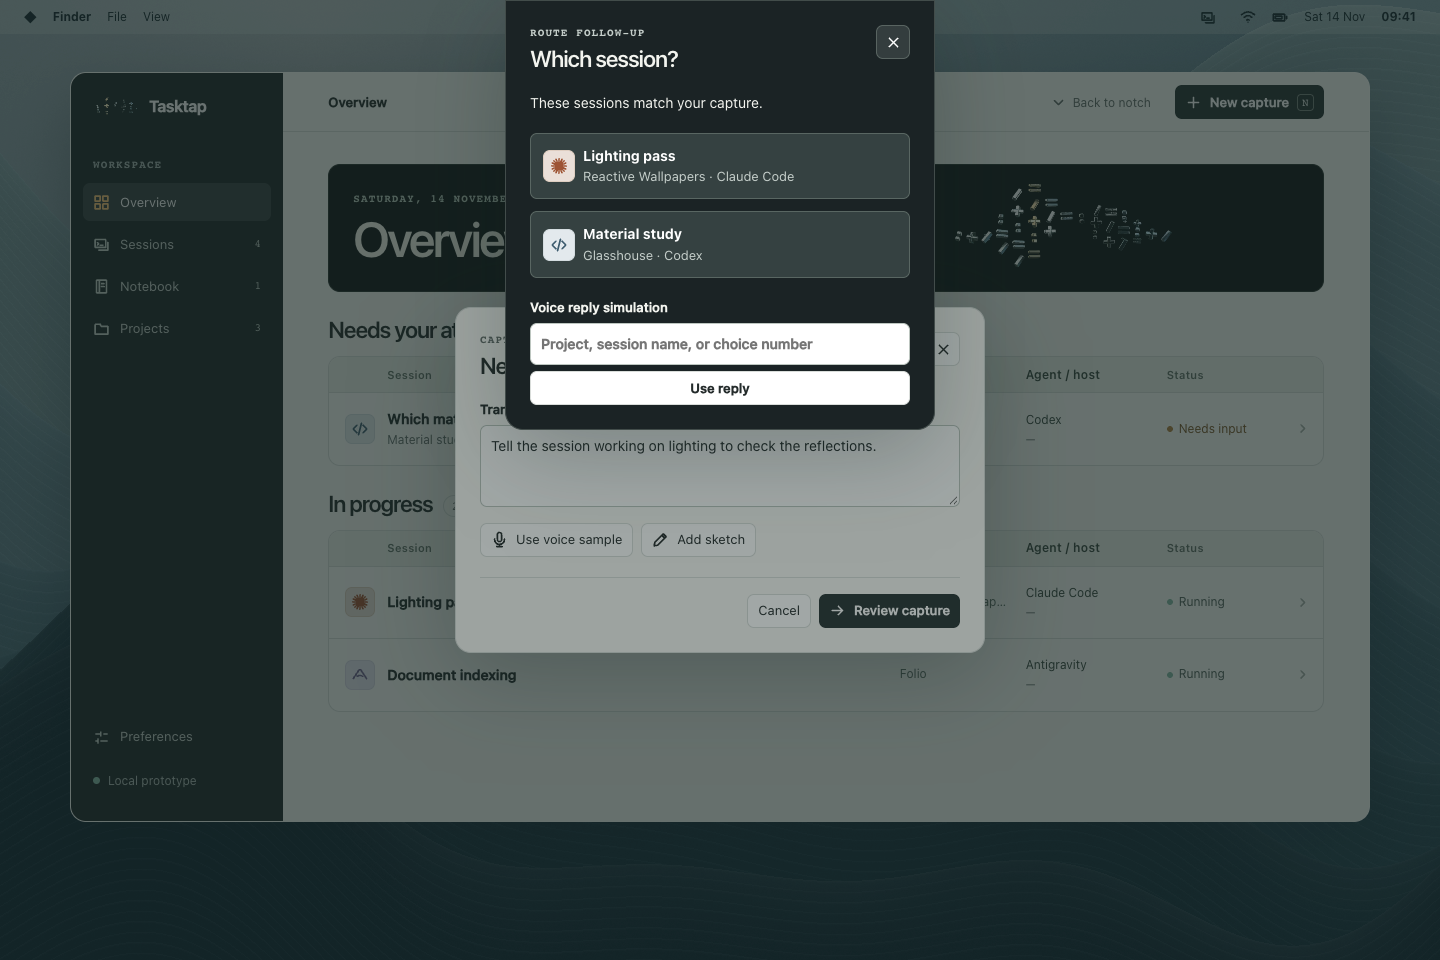 Finder File View Sat 14 Nov 09:41
Tasktap
WORKSPACE
Overview
Sessions 4
Notebook 1
Projects 3
Preferences
Local prototype
Overview
Back to notch
New capture N
SATURDAY, 14
Needs your
Session Agent / host Status
Which
Material Codex
—
Needs input
In progress
Session Agent / host Status
Lighting
Claude Code
—
Running
Document indexing
Folio
Antigravity
—
Running
ROUTE FOLLOW-UP
Which session?
These sessions match your capture.
Lighting pass
Reactive Wallpapers · Claude Code
Material study
Glasshouse · Codex
Voice reply simulation
Project, session name, or choice number
Use reply
Tell the session working on lighting to check the reflections.
Use voice sample Add sketch
Cancel Review capture